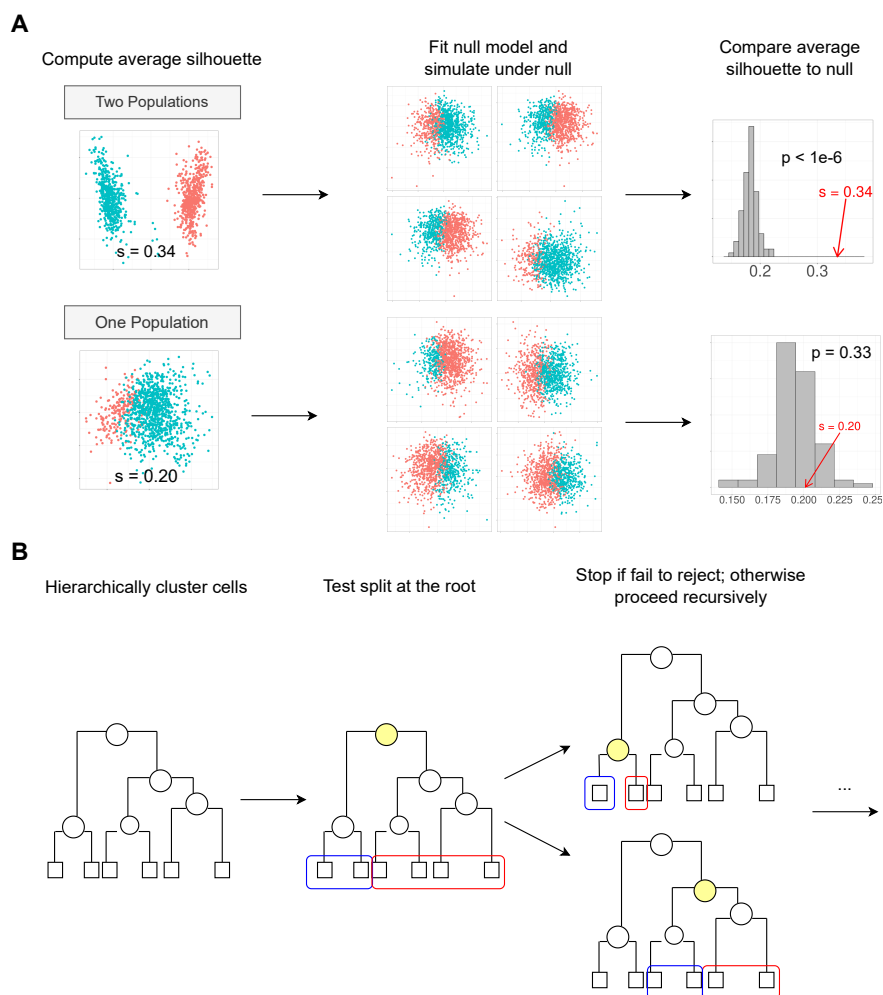 A
Compute average silhouette
Fit null model and
simulate under null
Compare average
silhouette to null
Two Populations
s = 0.34
p < 1e-6
s = 0.34
0.2
0.3
One Population
s = 0.20
p = 0.33
s = 0.20
0.150
0.175
0.200
0.225
0.25
B
Hierarchically cluster cells
Test split at the root
Stop if fail to reject; otherwise
proceed recursively
...